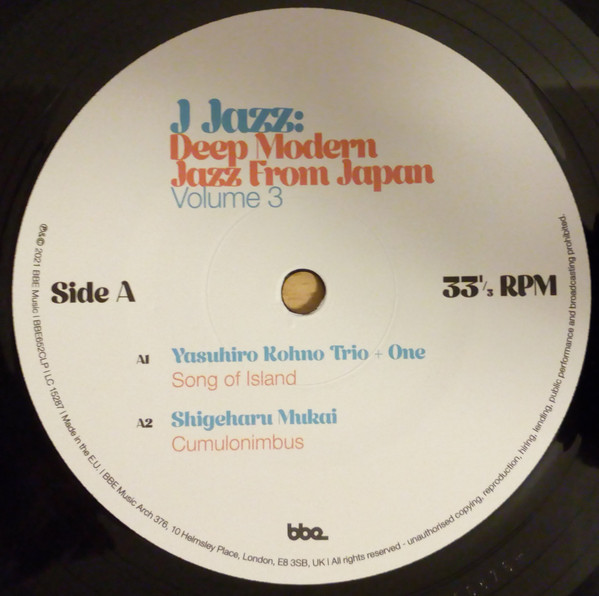 J Jazz:
Deep Modern
Jazz From Japan
Volume 3
Side A
33⅓ RPM
A1 Yasuhiro Kohno Trio + One
Song of Island
A2 Shigeharu Mukai
Cumulonimbus
bbe
℗© 2021 BBE Music | BBE652CLP | LC 15287 | Made in the E.U. | BBE Music Arch 376, 10 Helmsley Place, London, E8 3SB, UK | All rights reserved - unauthorised copying, reproduction, hiring, lending, public performance and broadcasting prohibited.